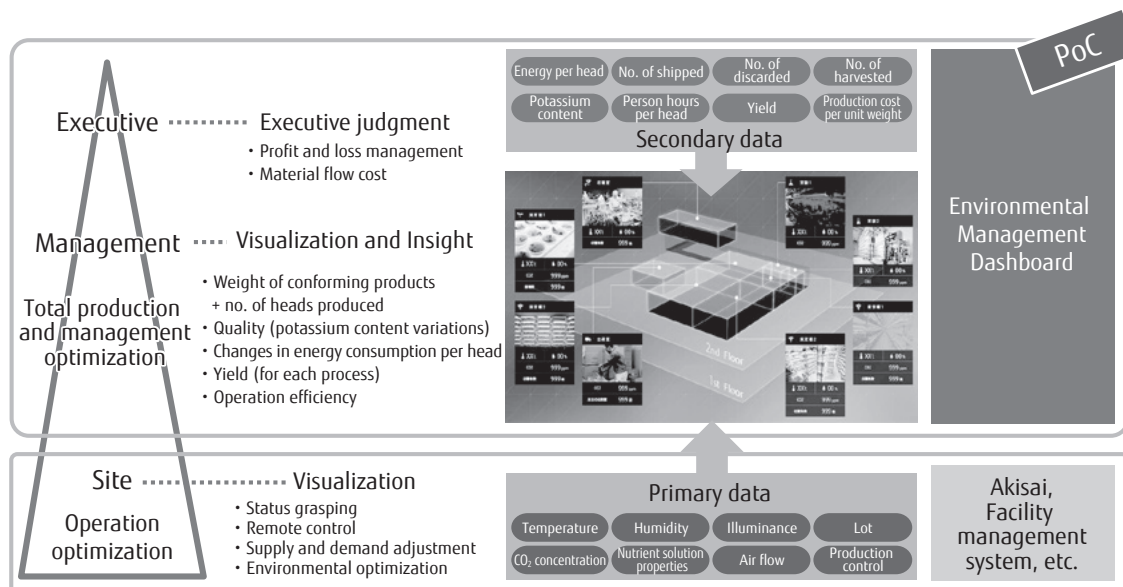 PoC
Energy per head
No. of shipped
No. of
discarded
No. of
harvested
Potassium
content
Person hours
per head
Yield
Production cost
per unit weight
Secondary data
Executive
Executive judgment
• Profit and loss management
• Material flow cost
Management
Visualization and Insight
• Weight of conforming products
+ no. of heads produced
• Quality (potassium content variations)
• Changes in energy consumption per head
• Yield (for each process)
• Operation efficiency
Total production
and management
optimization
2nd Floor
1st Floor
Environmental
Management
Dashboard
Site
Visualization
• Status grasping
• Remote control
• Supply and demand adjustment
• Environmental optimization
Operation
optimization
Primary data
Temperature
Humidity
Illuminance
Lot
CO₂ concentration
Nutrient solution
properties
Air flow
Production
control
Akisai,
Facility
management
system, etc.